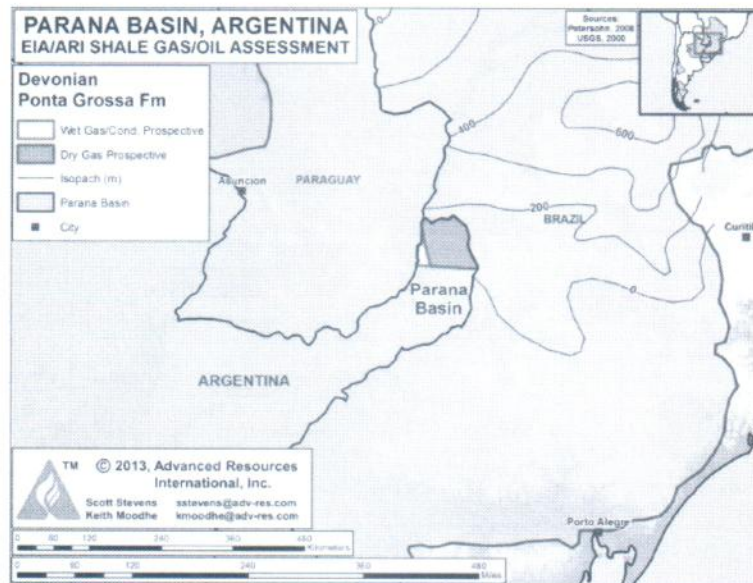 PARANA BASIN, ARGENTINA
EIA/ARI SHALE GAS/OIL ASSESSMENT
Sources:
Petersohn, 2008
USGS, 2000
Devonian
Ponta Grossa Fm
Wet Gas/Cond. Prospective
Dry Gas Prospective
Isopach (m)
Parana Basin
City
400
600
Asuncion
PARAGUAY
200
BRAZIL
Curiti
0
Parana
Basin
ARGENTINA
TM © 2013, Advanced Resources
International, Inc.
Scott Stevens sstevens@adv-res.com
Keith Moodhe kmoodhe@adv-res.com
Porto Alegre
0 60 120 240 360 480
Kilometers
0 60 120 240 360 480
Miles